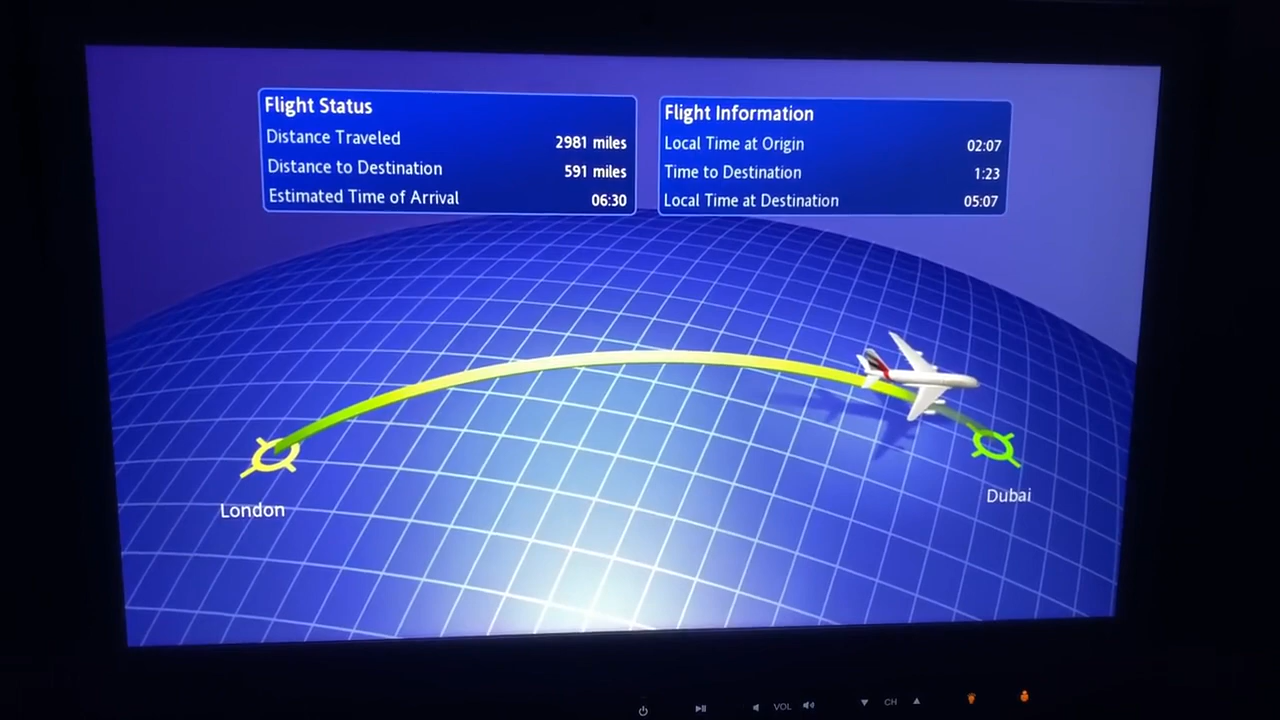 Flight Status
Distance Traveled 2981 miles
Distance to Destination 591 miles
Estimated Time of Arrival 06:30
Flight Information
Local Time at Origin 02:07
Time to Destination 1:23
Local Time at Destination 05:07
London
Dubai
VOL CH